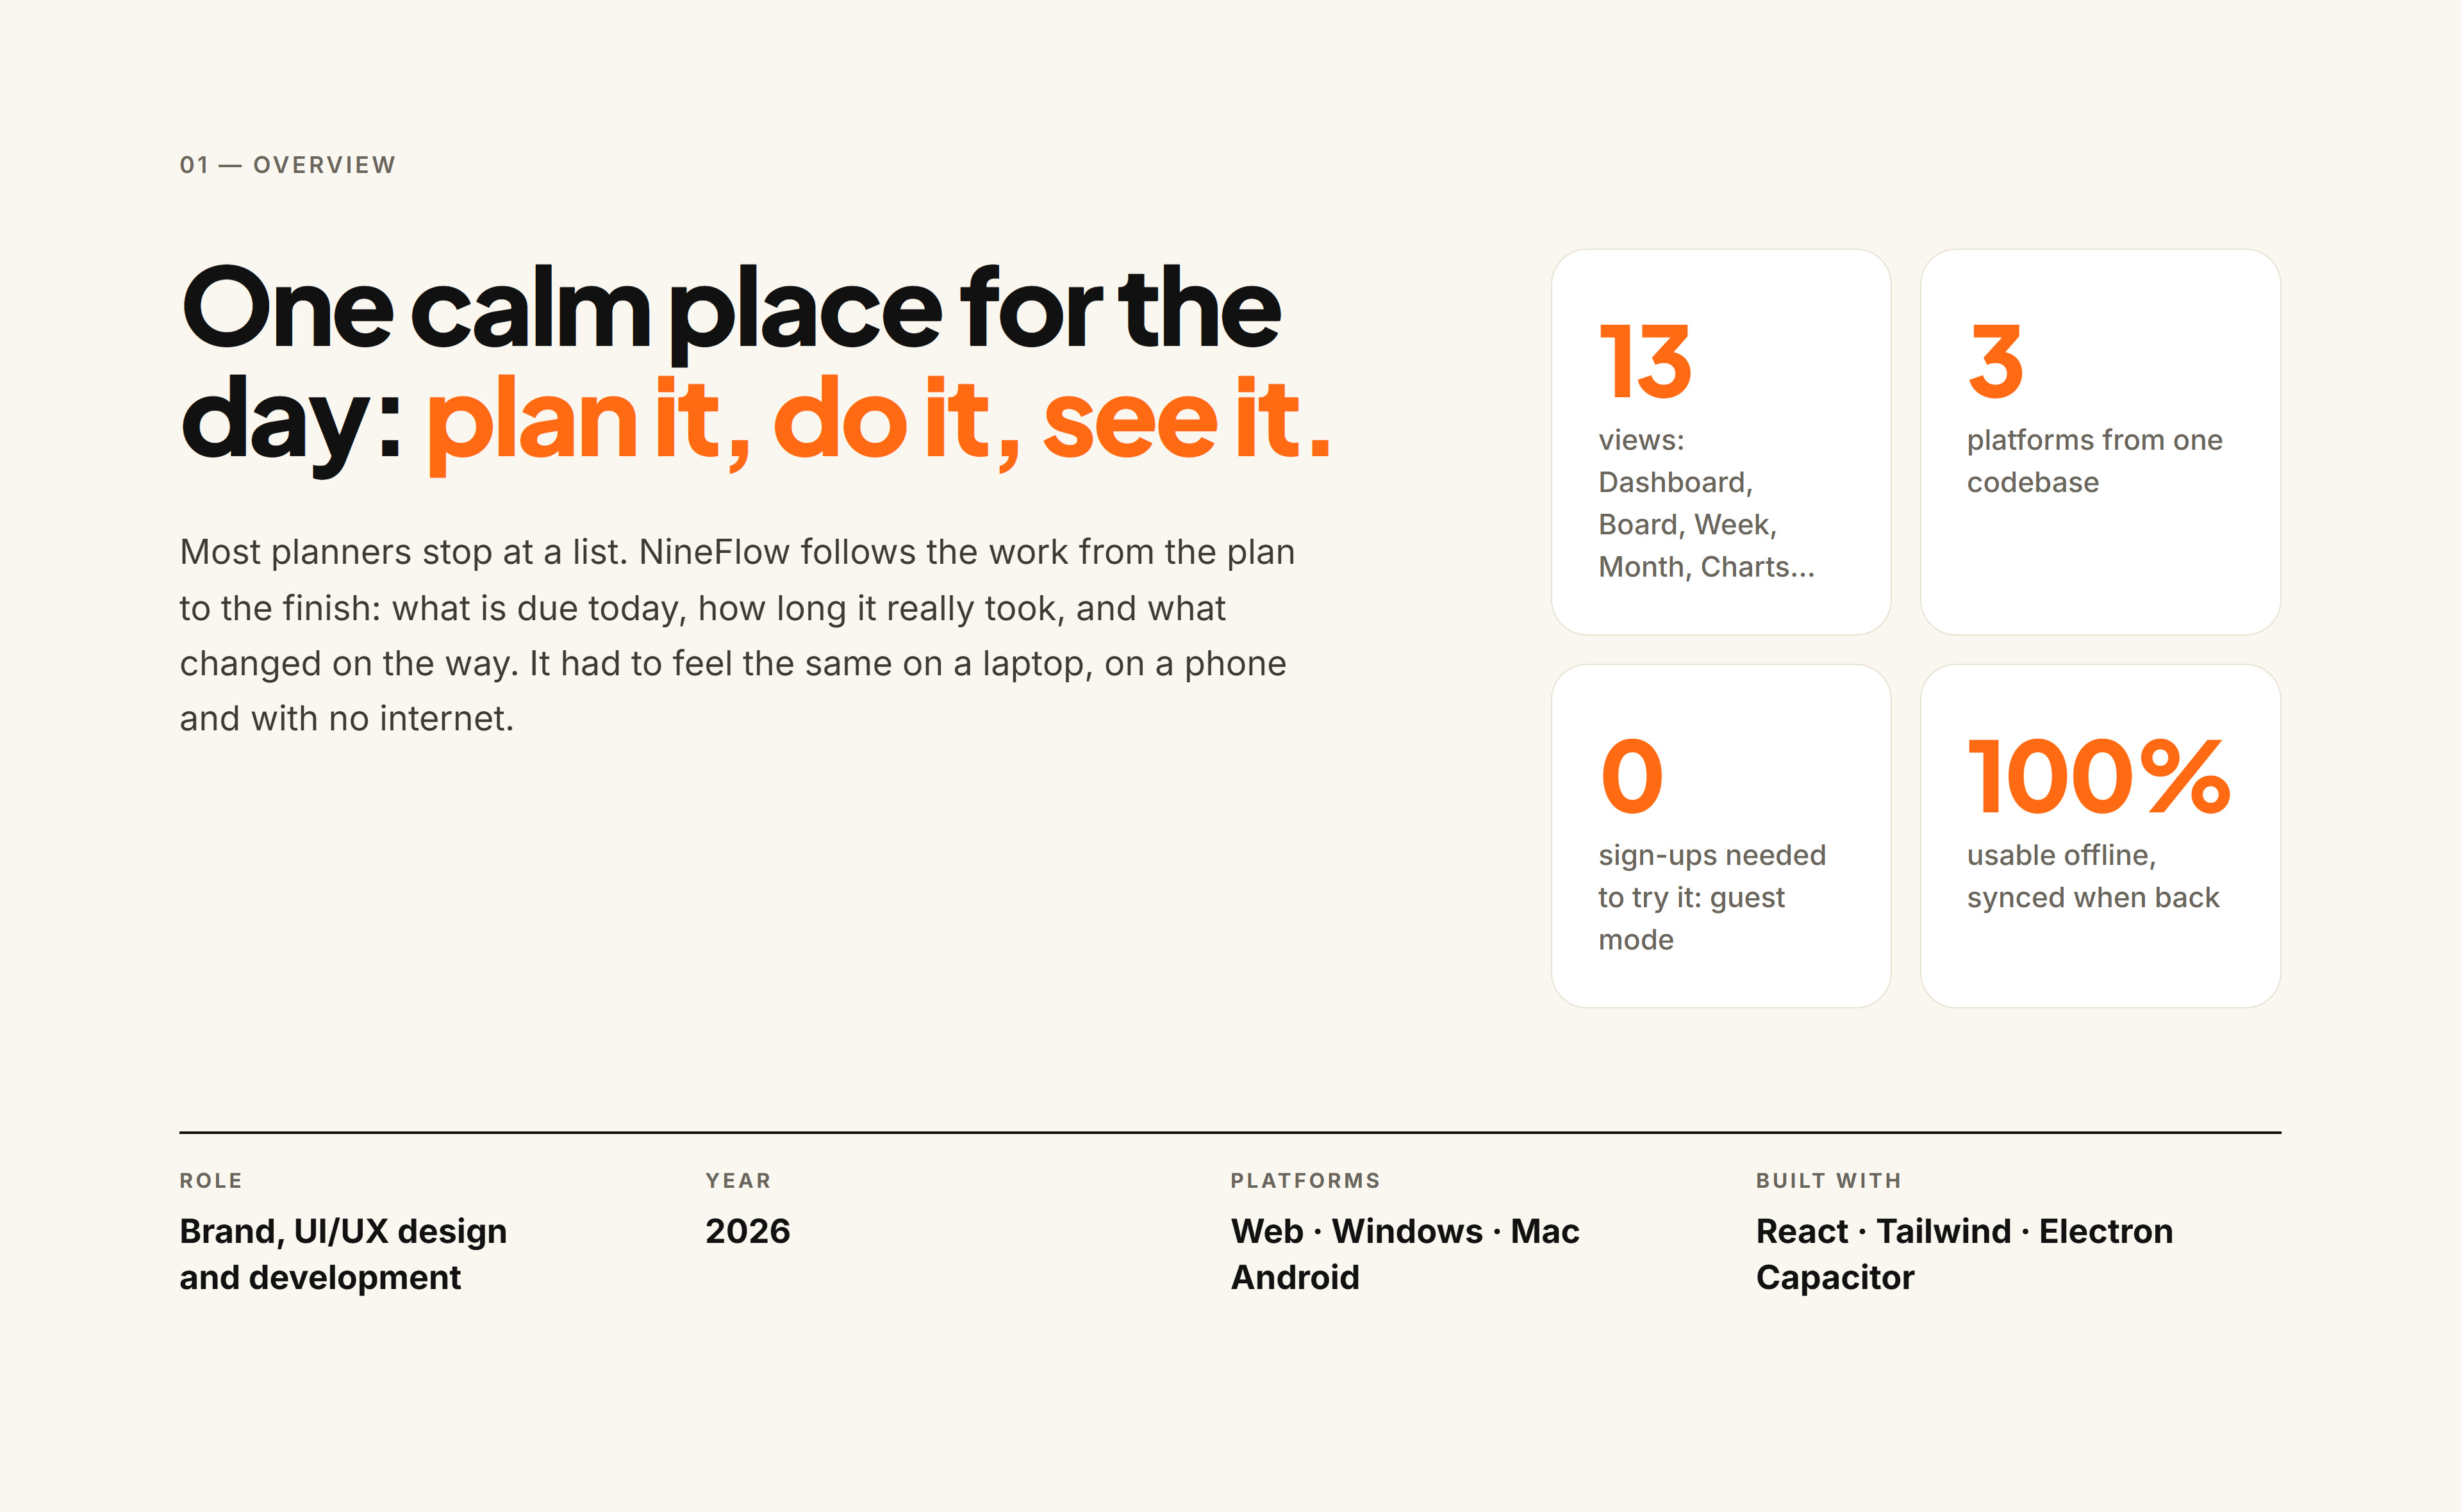 01 — OVERVIEW
One calm place for the
day: plan it, do it, see it.
Most planners stop at a list. NineFlow follows the work from the plan
to the finish: what is due today, how long it really took, and what
changed on the way. It had to feel the same on a laptop, on a phone
and with no internet.
13
views:
Dashboard,
Board, Week,
Month, Charts...
3
platforms from one
codebase
0
sign-ups needed
to try it: guest
mode
100%
usable offline,
synced when back
ROLE
Brand, UI/UX design
and development
YEAR
2026
PLATFORMS
Web · Windows · Mac
Android
BUILT WITH
React · Tailwind · Electron
Capacitor